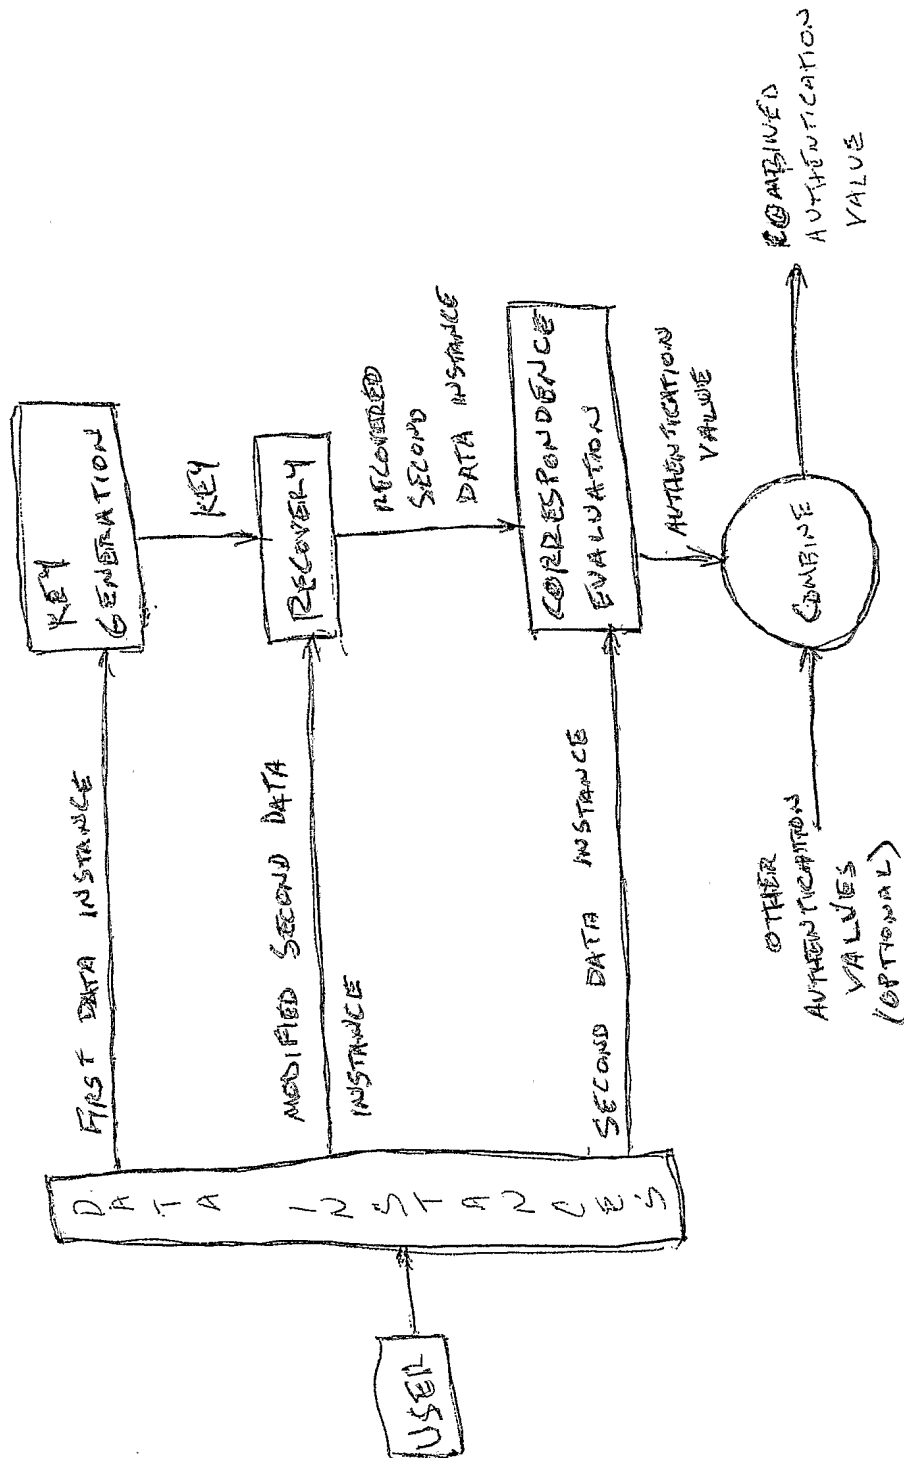 USER
DATA INSTANCES
FIRST DATA INSTANCE
KEY
GENERATION
KEY
MODIFIED SECOND DATA
INSTANCE
RECOVERY
RECOVERED
SECOND
DATA INSTANCE
SECOND DATA INSTANCE
CORRESPONDENCE
EVALUATION
AUTHENTICATION
VALUE
OTHER
AUTHENTICATION
VALUES
(OPTIONAL)
COMBINE
COMBINED
AUTHENTICATION
VALUE